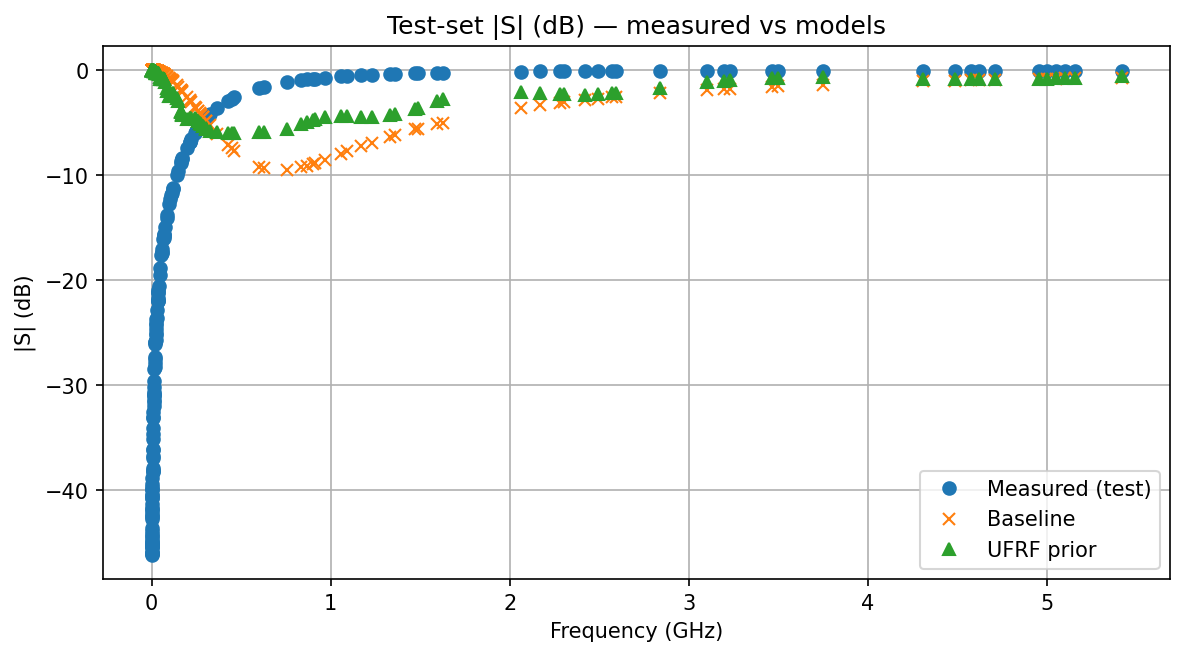 Test-set |S| (dB) — measured vs models
|S| (dB)
0
−10
−20
−30
−40
0
1
2
3
4
5
Frequency (GHz)
Measured (test)
Baseline
UFRF prior